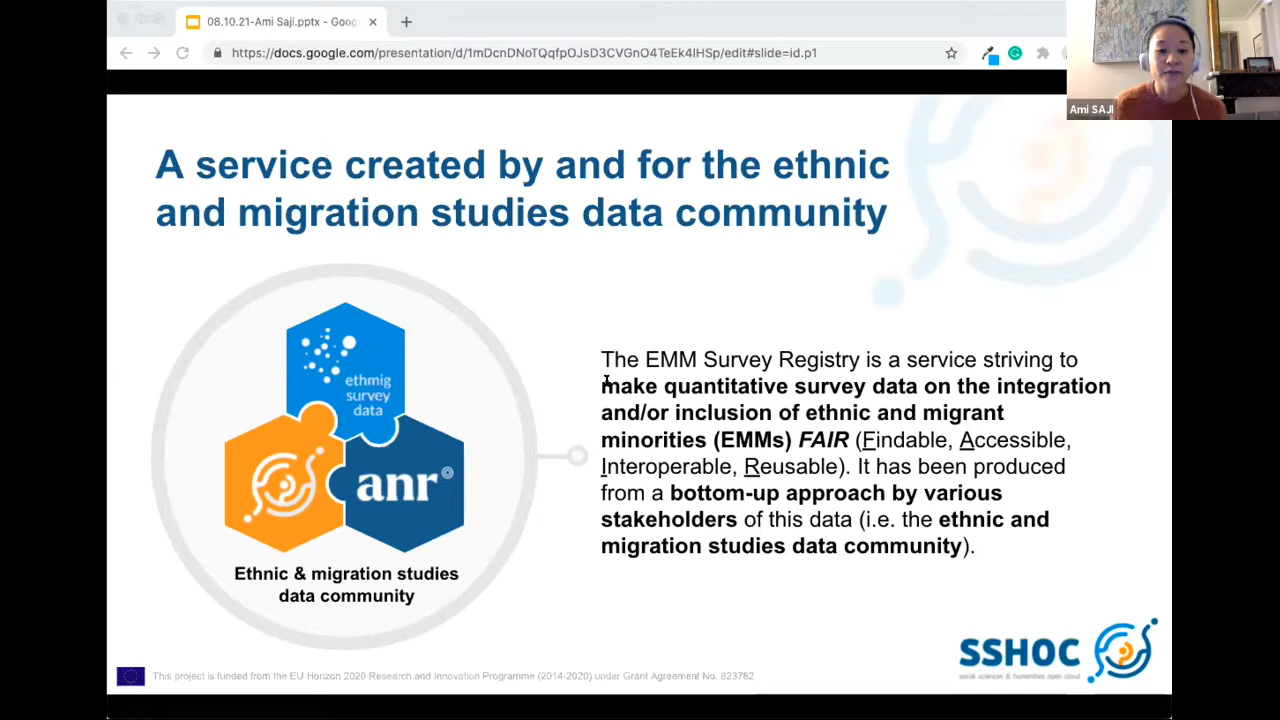 08.10.21-Ami Saji.pptx - Goog
https://docs.google.com/presentation/d/1mDcnDNoTQqfpOJsD3CVGnO4TeEk4IHSp/edit#slide=id.p1
Ami SAJI
A service created by and for the ethnic
and migration studies data community
ethmig
survey
data
anr
Ethnic & migration studies
data community
The EMM Survey Registry is a service striving to
make quantitative survey data on the integration
and/or inclusion of ethnic and migrant
minorities (EMMs) FAIR (Findable, Accessible,
Interoperable, Reusable). It has been produced
from a bottom-up approach by various
stakeholders of this data (i.e. the ethnic and
migration studies data community).
SSHOC
social sciences & humanities open cloud
This project is funded from the EU Horizon 2020 Research and Innovation Programme (2014-2020) under Grant Agreement No. 823782